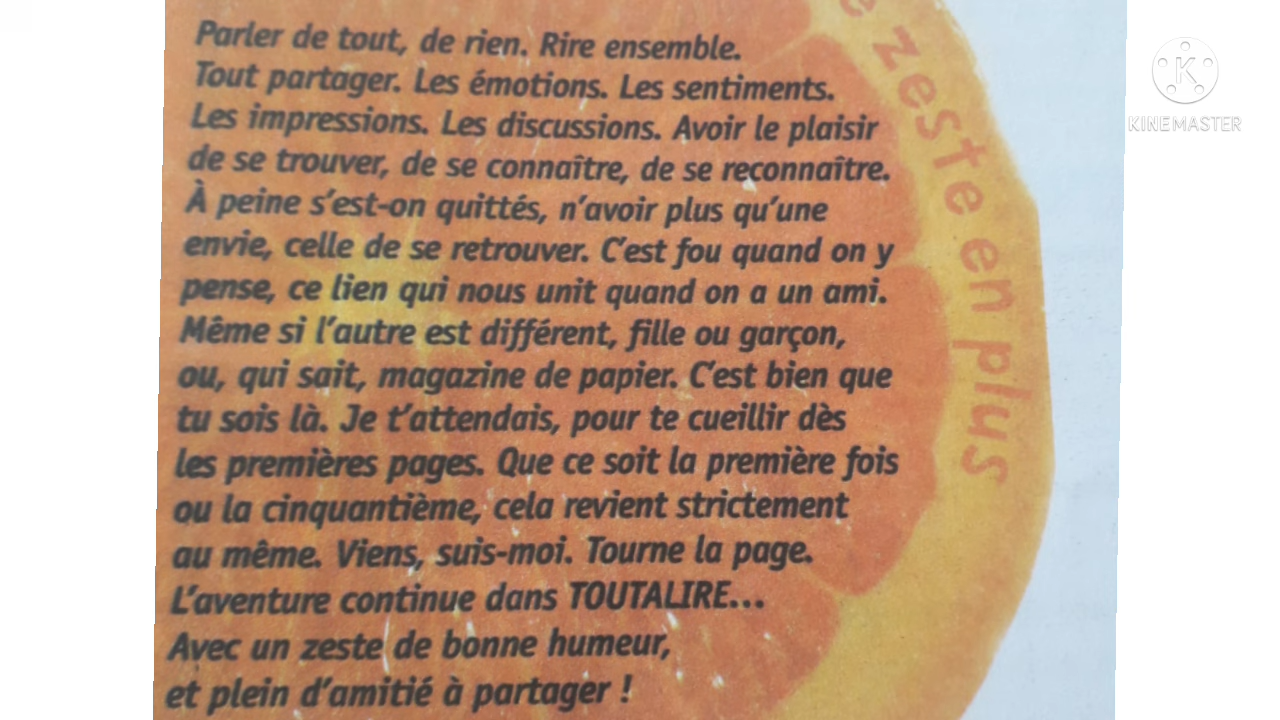 Parler de tout, de rien. Rire ensemble.
Tout partager. Les émotions. Les sentiments.
Les impressions. Les discussions. Avoir le plaisir
de se trouver, de se connaître, de se reconnaître.
À peine s'est-on quittés, n'avoir plus qu'une
envie, celle de se retrouver. C'est fou quand on y
pense, ce lien qui nous unit quand on a un ami.
Même si l'autre est différent, fille ou garçon,
ou, qui sait, magazine de papier. C'est bien que
tu sois là. Je t'attendais, pour te cueillir dès
les premières pages. Que ce soit la première fois
ou la cinquantième, cela revient strictement
au même. Viens, suis-moi. Tourne la page.
L'aventure continue dans TOUTALIRE...
Avec un zeste de bonne humeur,
et plein d'amitié à partager !
zeste en plus
K
KINEMASTER